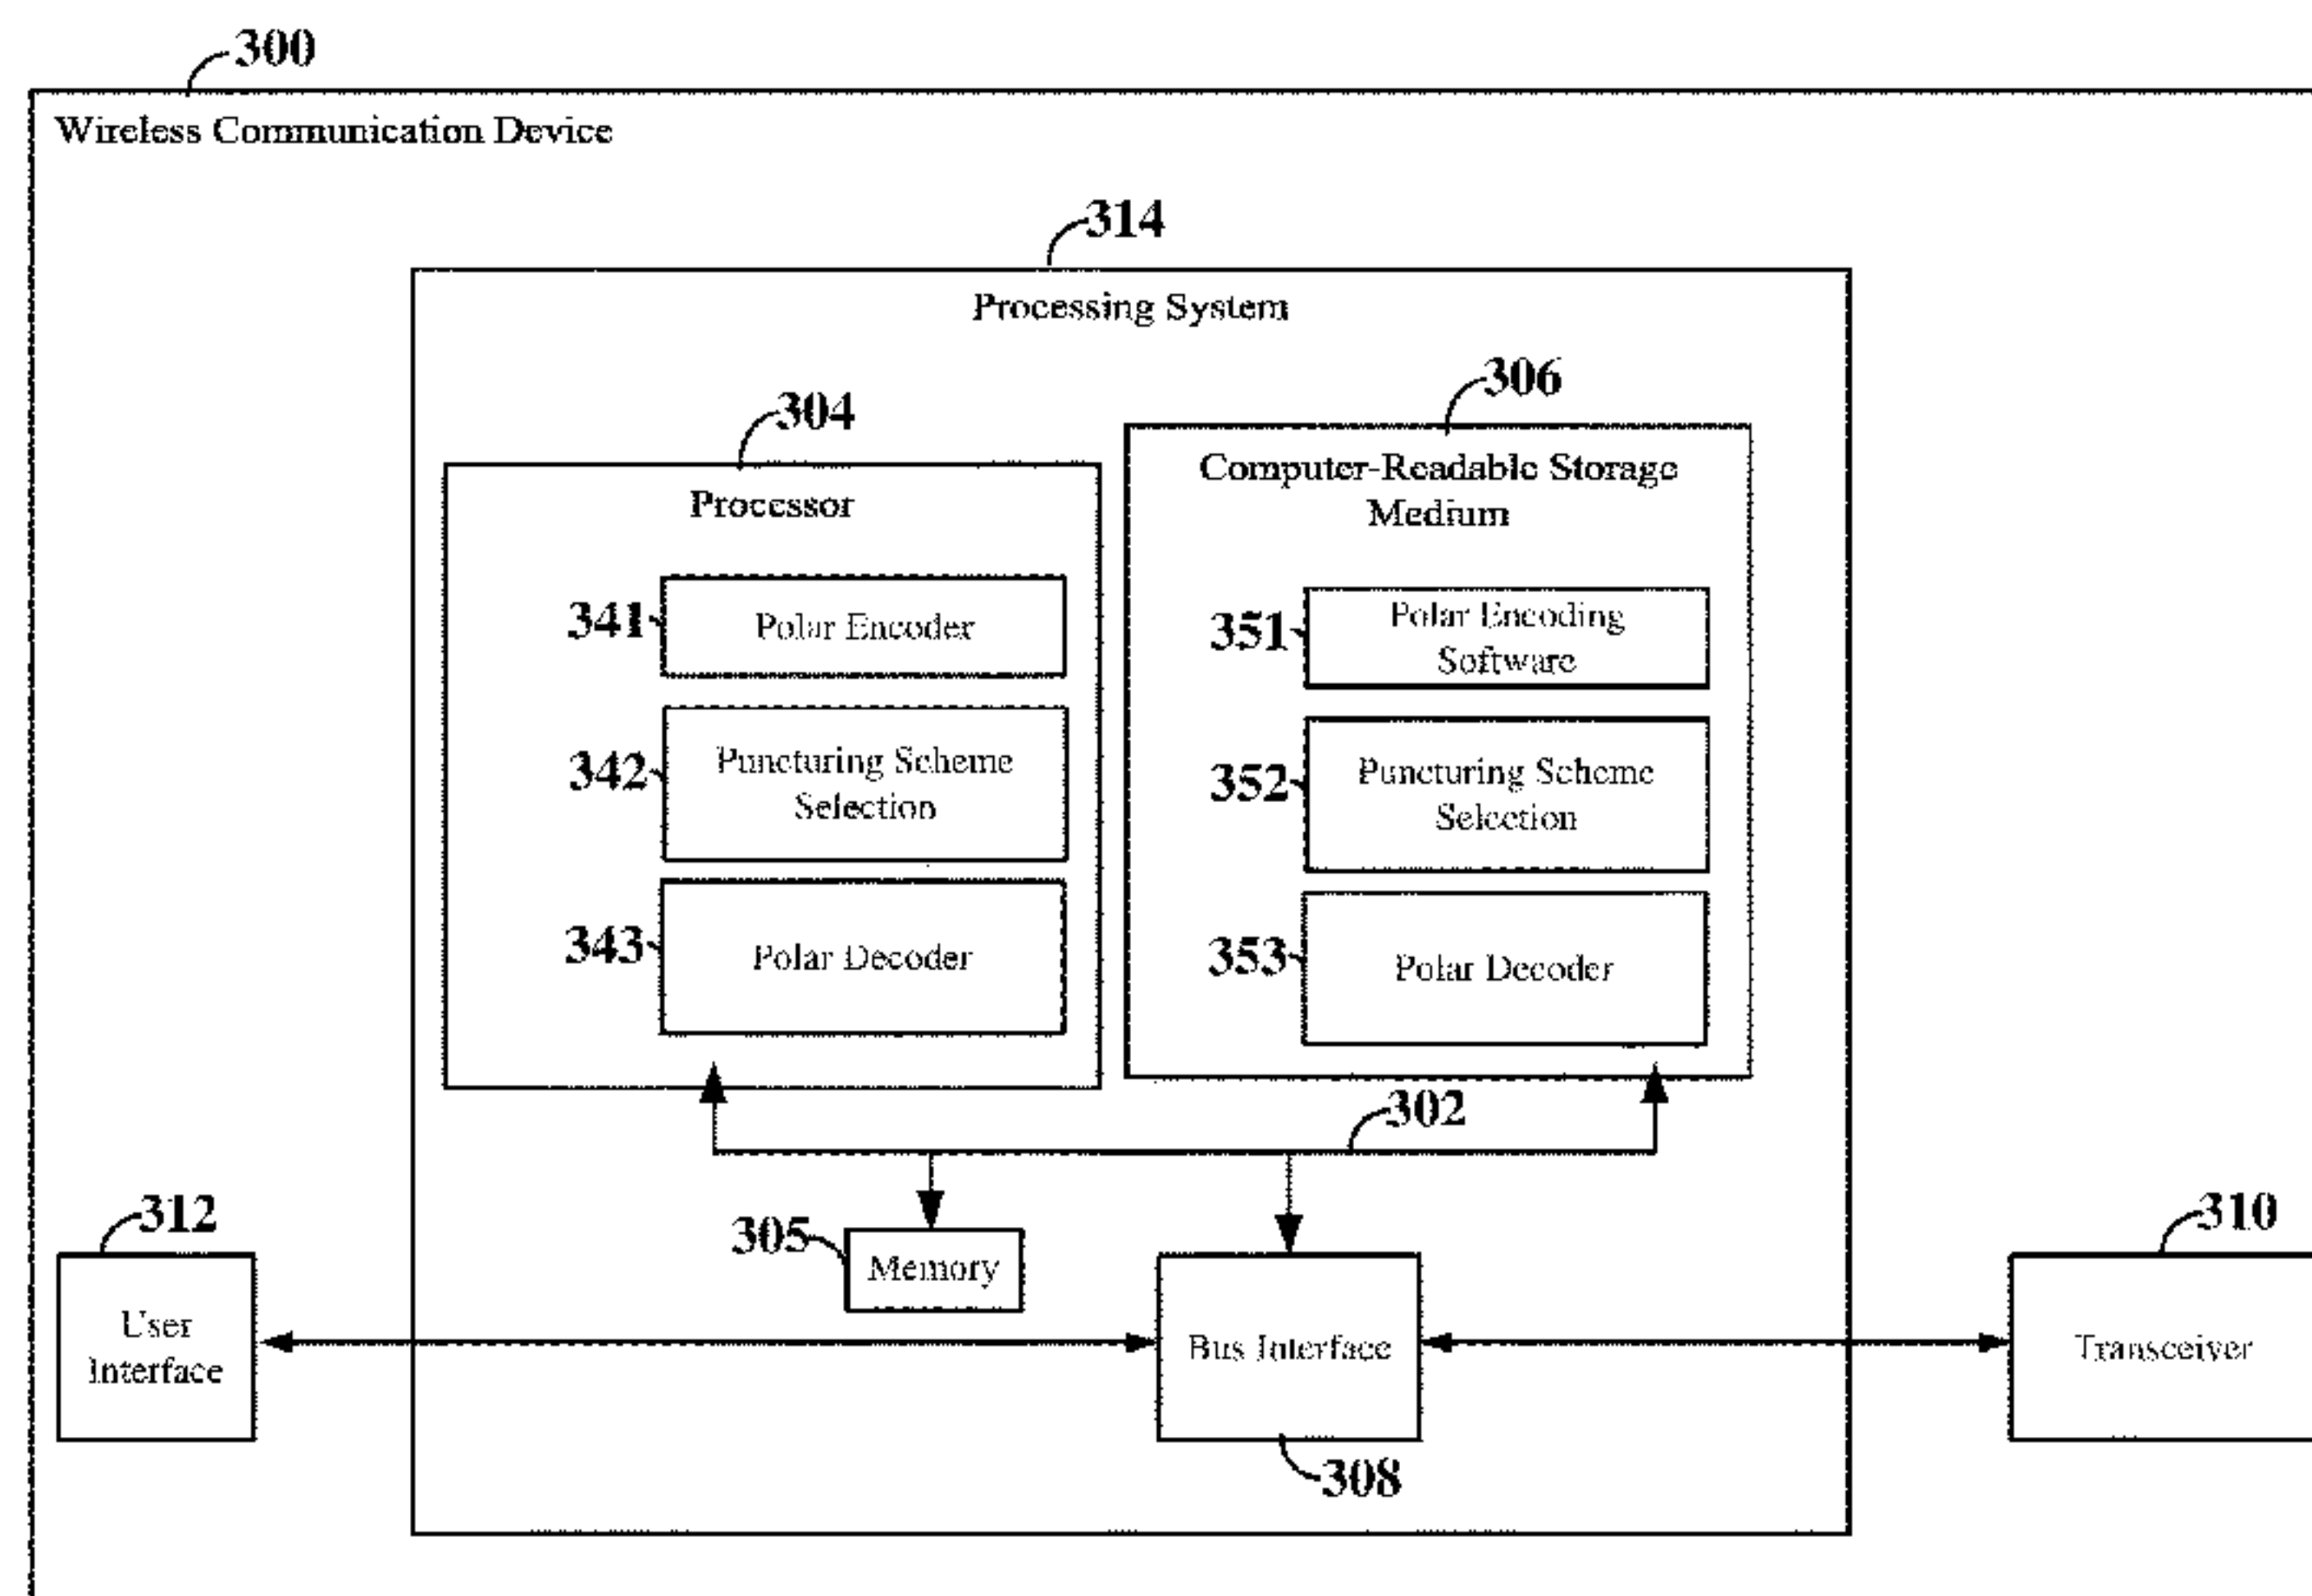 300
Wireless Communication Device
314
Processing System
304
Processor
341
Polar Encoder
342
Puncturing Scheme
Selection
343
Polar Decoder
306
Computer-Readable Storage
Medium
351
Polar Encoding
Software
352
Puncturing Scheme
Selection
353
Polar Decoder
302
305
Memory
312
User
Interface
Bus Interface
308
310
Transceiver